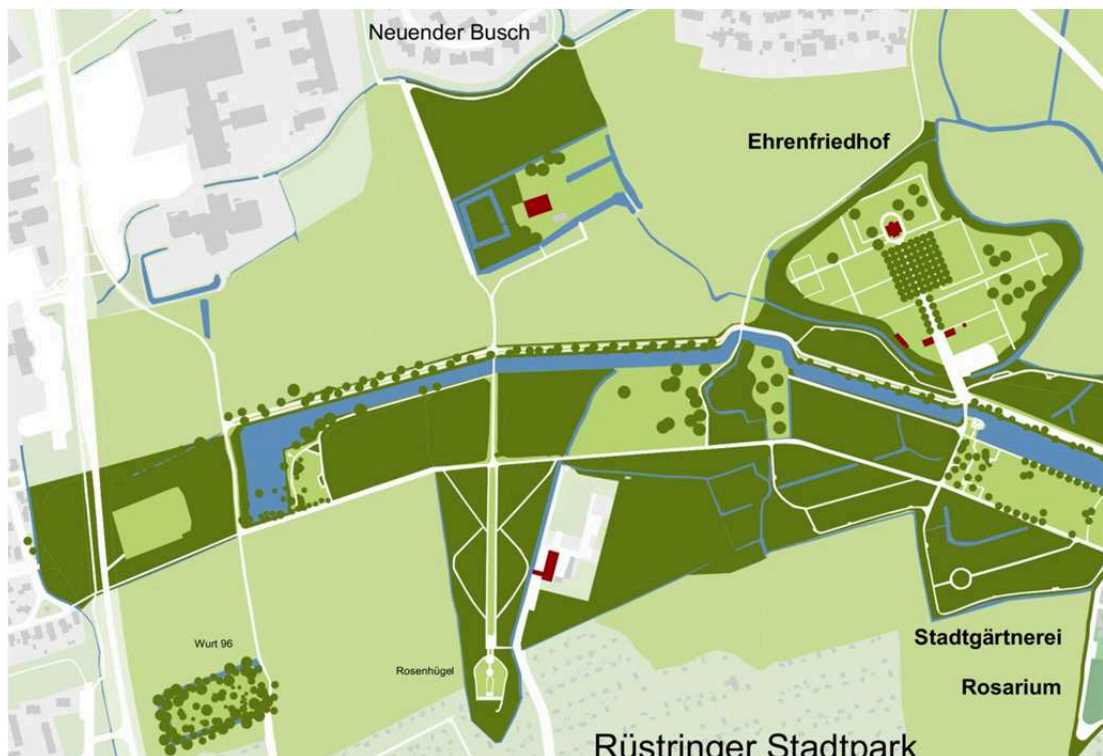 Neuender Busch
Ehrenfriedhof
Wurt 96
Rosenhügel
Stadtgärtnerei
Rosarium
Rüstringer Stadtpark